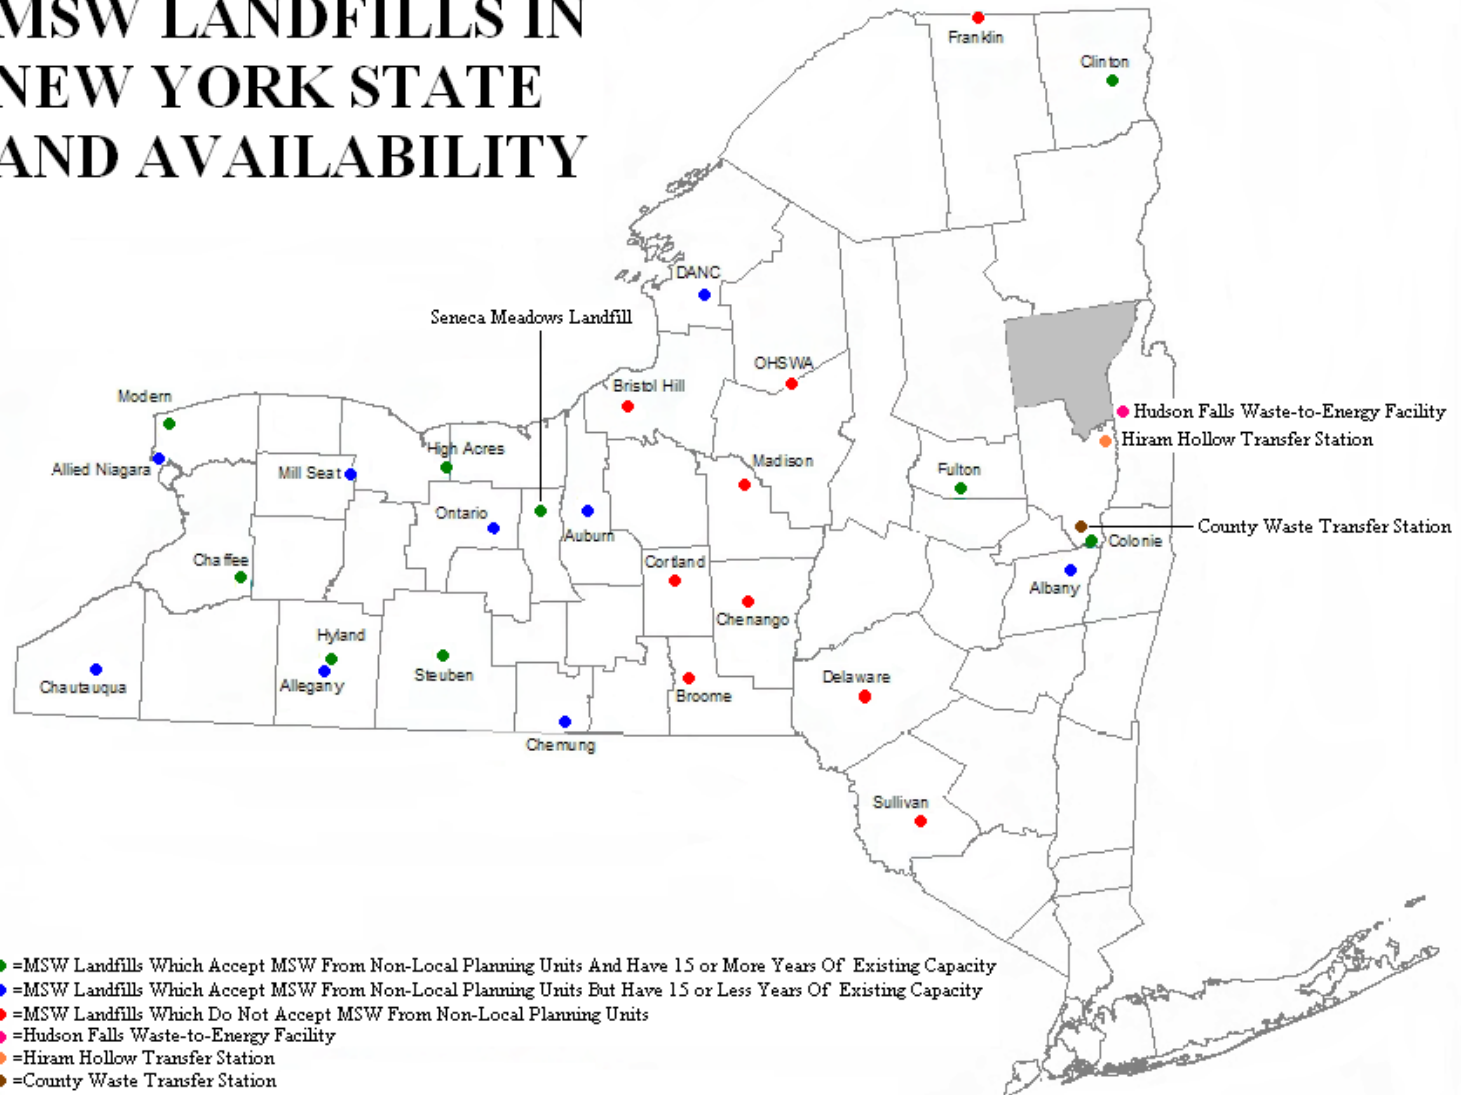 MSW LANDFILLS IN
NEW YORK STATE
AND AVAILABILITY
Franklin
Clinton
DANC
Seneca Meadows Landfill
OHSWA
Bristol Hill
Modern
Hudson Falls Waste-to-Energy Facility
Hiram Hollow Transfer Station
High Acres
Madison
Allied Niagara
Mill Seat
Fulton
Ontario
County Waste Transfer Station
Auburn
Colonie
Chaffee
Cortland
Albany
Chenango
Hyland
Steuben
Delaware
Chautauqua
Allegany
Broome
Chemung
Sullivan
=MSW Landfills Which Accept MSW From Non-Local Planning Units And Have 15 or More Years Of Existing Capacity
=MSW Landfills Which Accept MSW From Non-Local Planning Units But Have 15 or Less Years Of Existing Capacity
=MSW Landfills Which Do Not Accept MSW From Non-Local Planning Units
=Hudson Falls Waste-to-Energy Facility
=Hiram Hollow Transfer Station
=County Waste Transfer Station